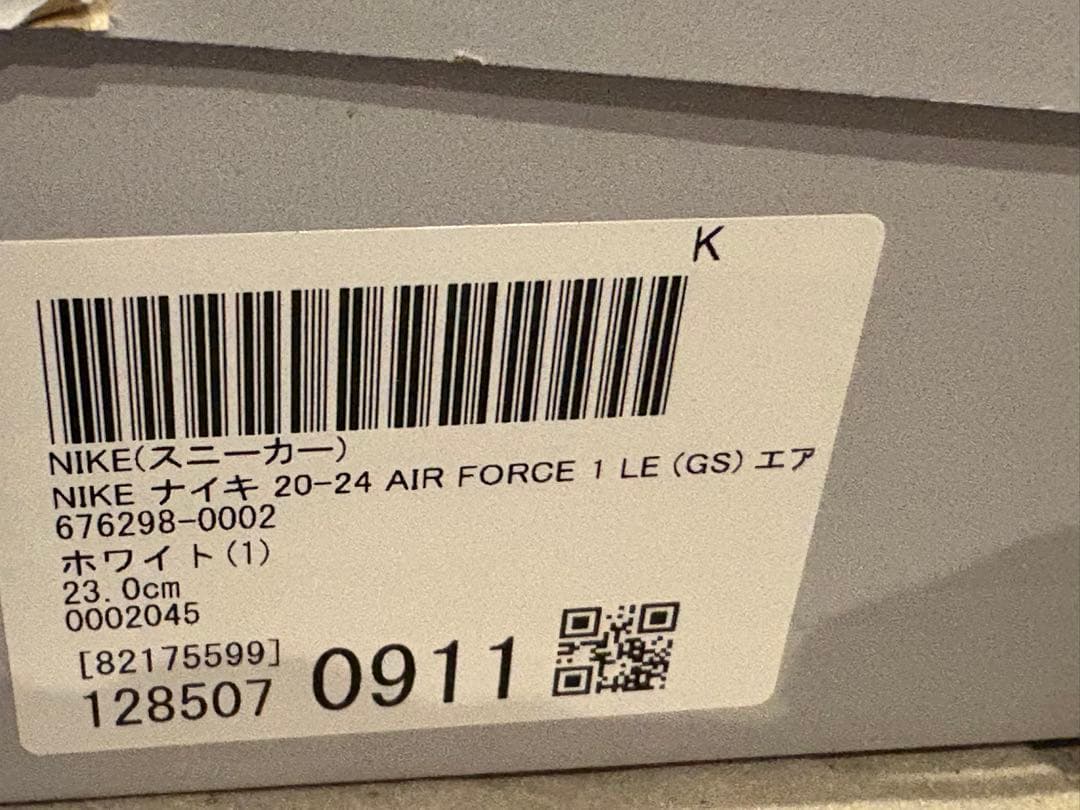 K
NIKE(スニーカー)
NIKE ナイキ 20-24 AIR FORCE 1 LE (GS) エア
676298-0002
ホワイト(1)
23.0cm
0002045
[82175599]
128507 0911